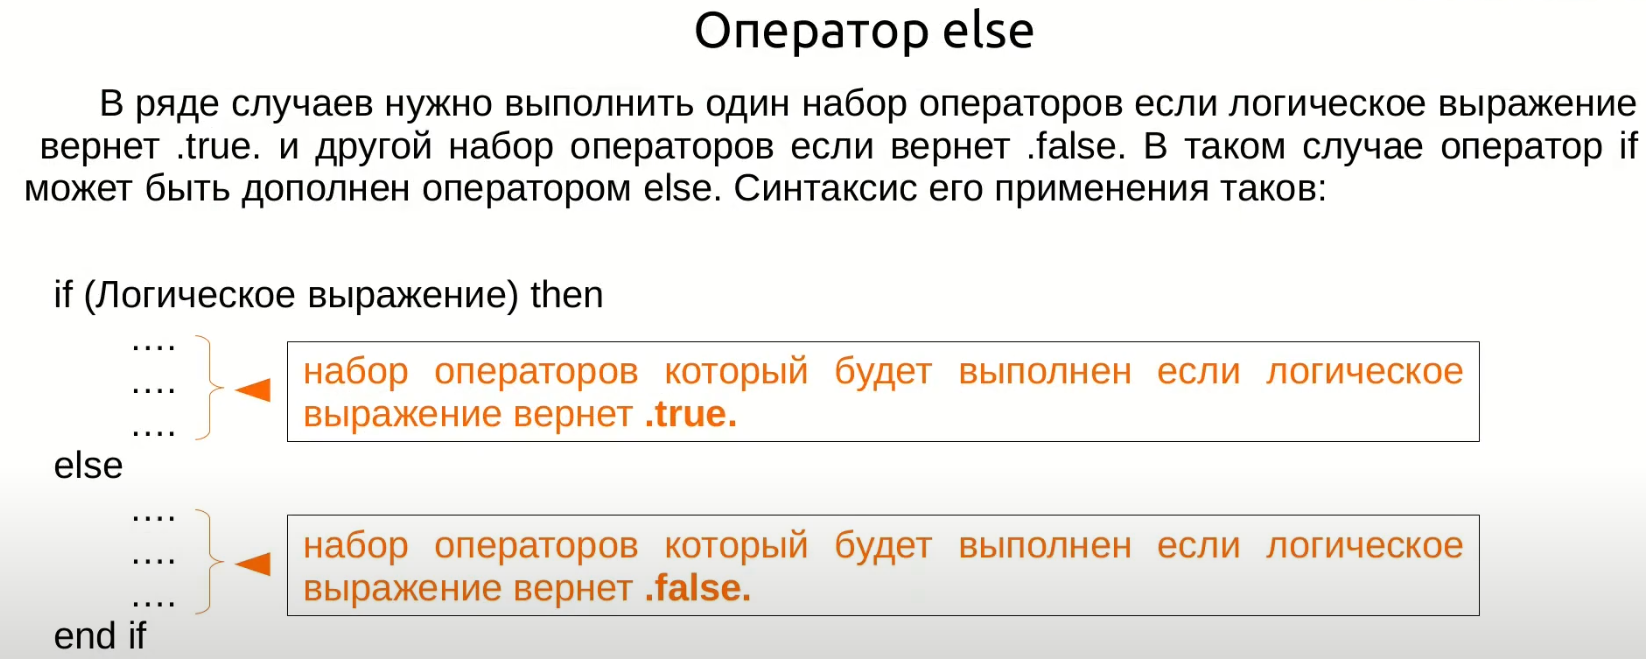 Оператор else
В ряде случаев нужно выполнить один набор операторов если логическое выражение
вернет .true. и другой набор операторов если вернет .false. В таком случае оператор if
может быть дополнен оператором else. Синтаксис его применения таков:
if (Логическое выражение) then
....
набор операторов который будет выполнен если логическое
....
выражение вернет .true.
....
else
....
набор операторов который будет выполнен если логическое
....
выражение вернет .false.
....
end if